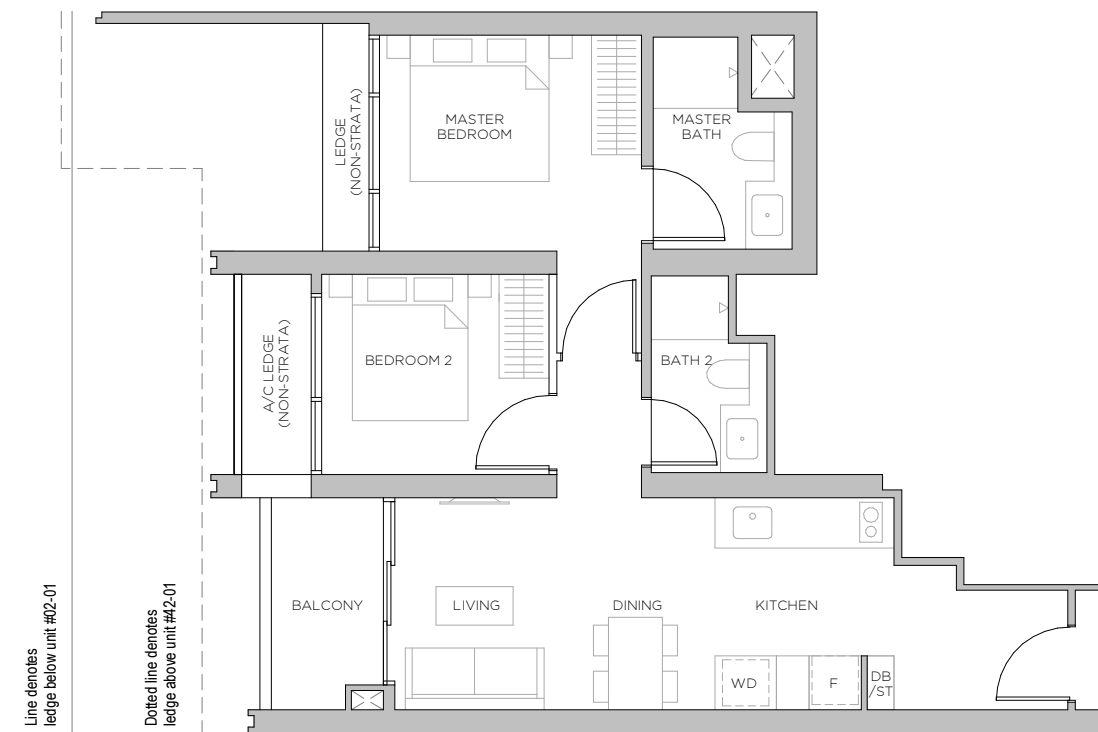 LEDGE
(NON-STRATA)
MASTER
BEDROOM
MASTER
BATH
A/C LEDGE
(NON-STRATA)
BEDROOM 2
BATH 2
BALCONY
LIVING
DINING
KITCHEN
WD
F
DB
/ST
Line denotes
ledge below unit #02-01
Dotted line denotes
ledge above unit #42-01